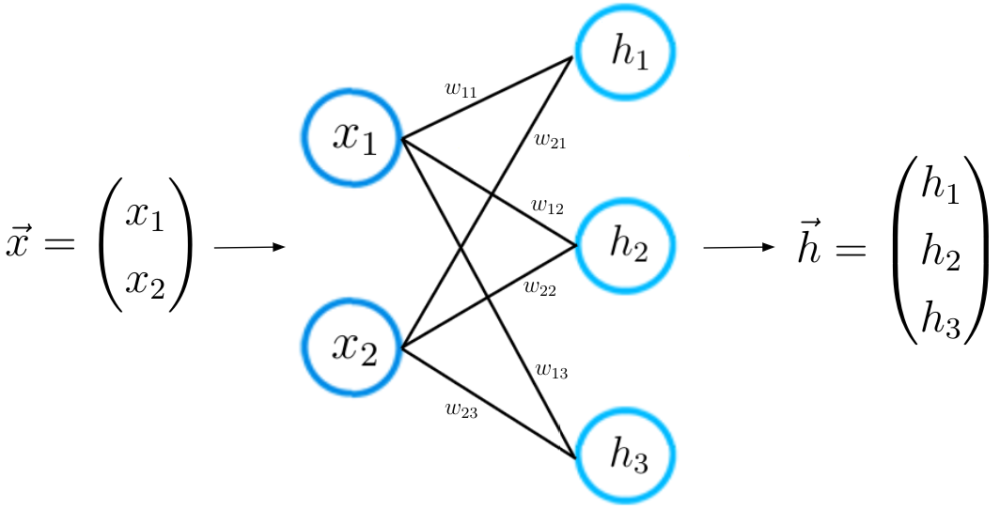 x⃗ = (x₁ x₂)
x₁
x₂
w₁₁
w₂₁
w₁₂
w₂₂
w₁₃
w₂₃
h₁
h₂
h₃
h⃗ = (h₁ h₂ h₃)